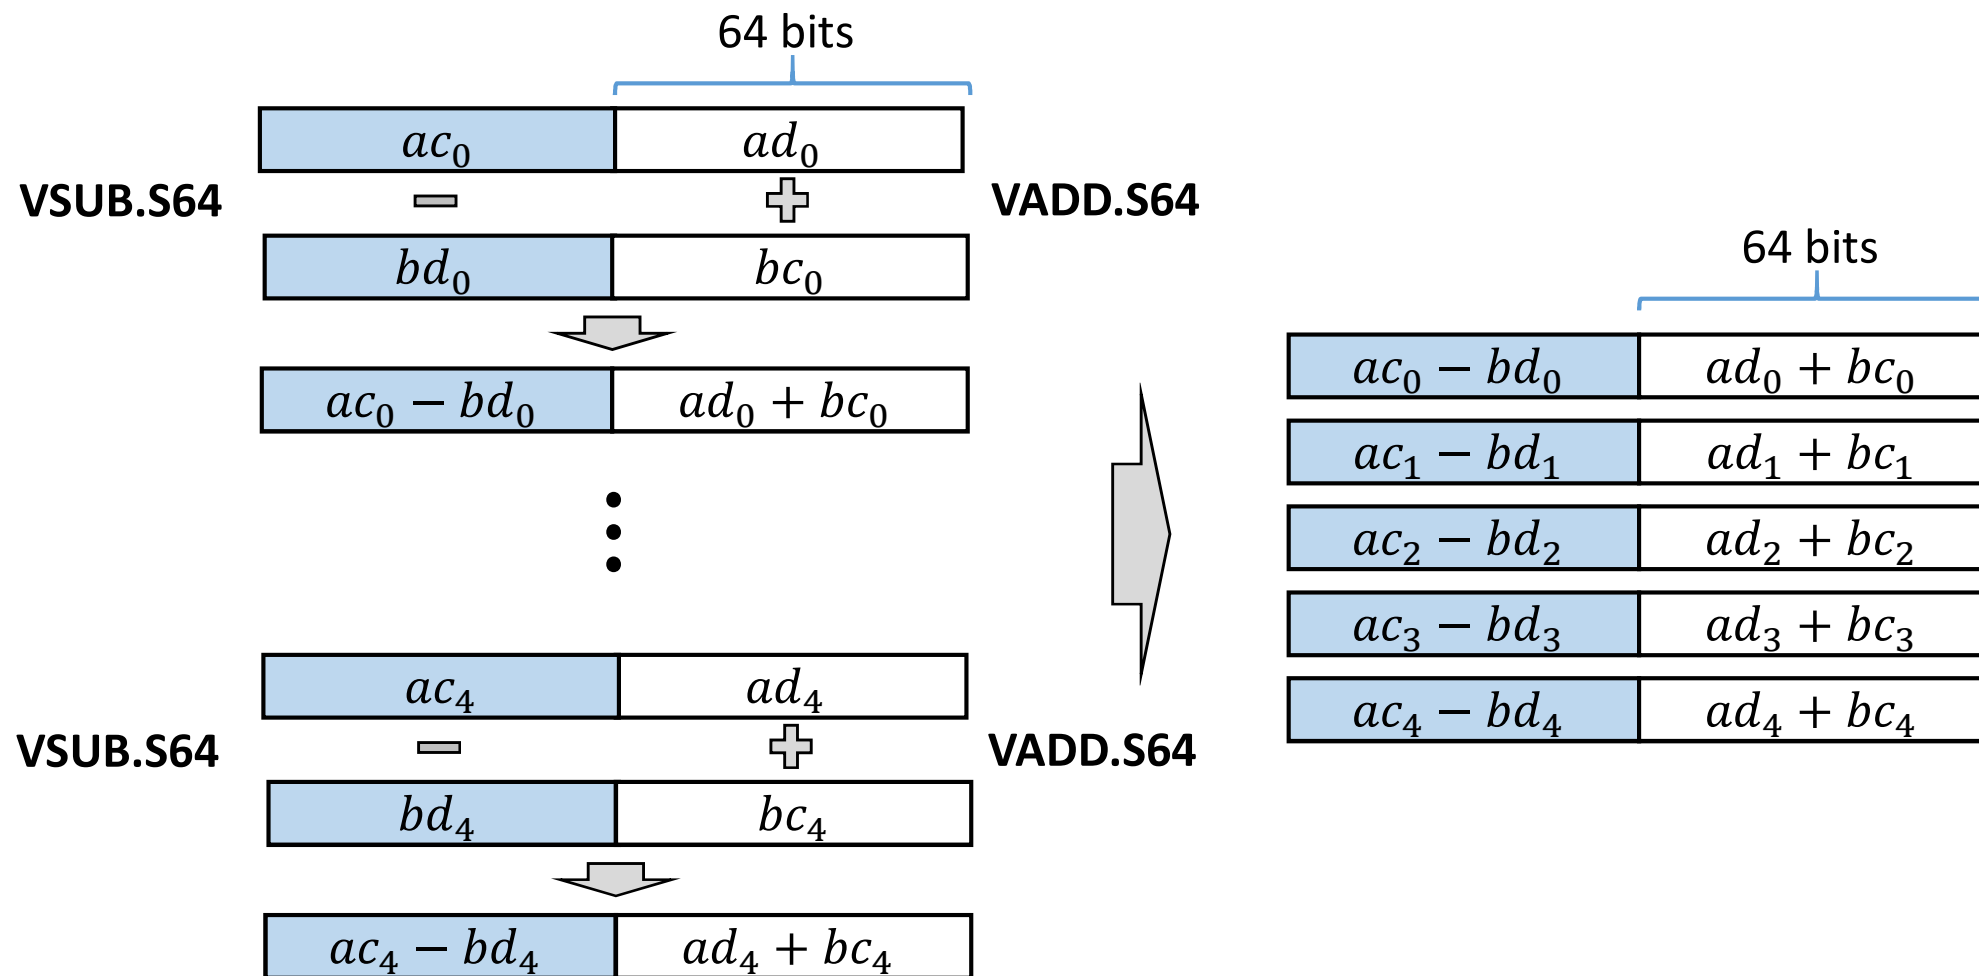 64 bits
ac₀ ad₀
VSUB.S64 − + VADD.S64
bd₀ bc₀
ac₀ − bd₀ ad₀ + bc₀
ac₄ ad₄
VSUB.S64 − + VADD.S64
bd₄ bc₄
ac₄ − bd₄ ad₄ + bc₄
64 bits
ac₀ − bd₀ ad₀ + bc₀
ac₁ − bd₁ ad₁ + bc₁
ac₂ − bd₂ ad₂ + bc₂
ac₃ − bd₃ ad₃ + bc₃
ac₄ − bd₄ ad₄ + bc₄